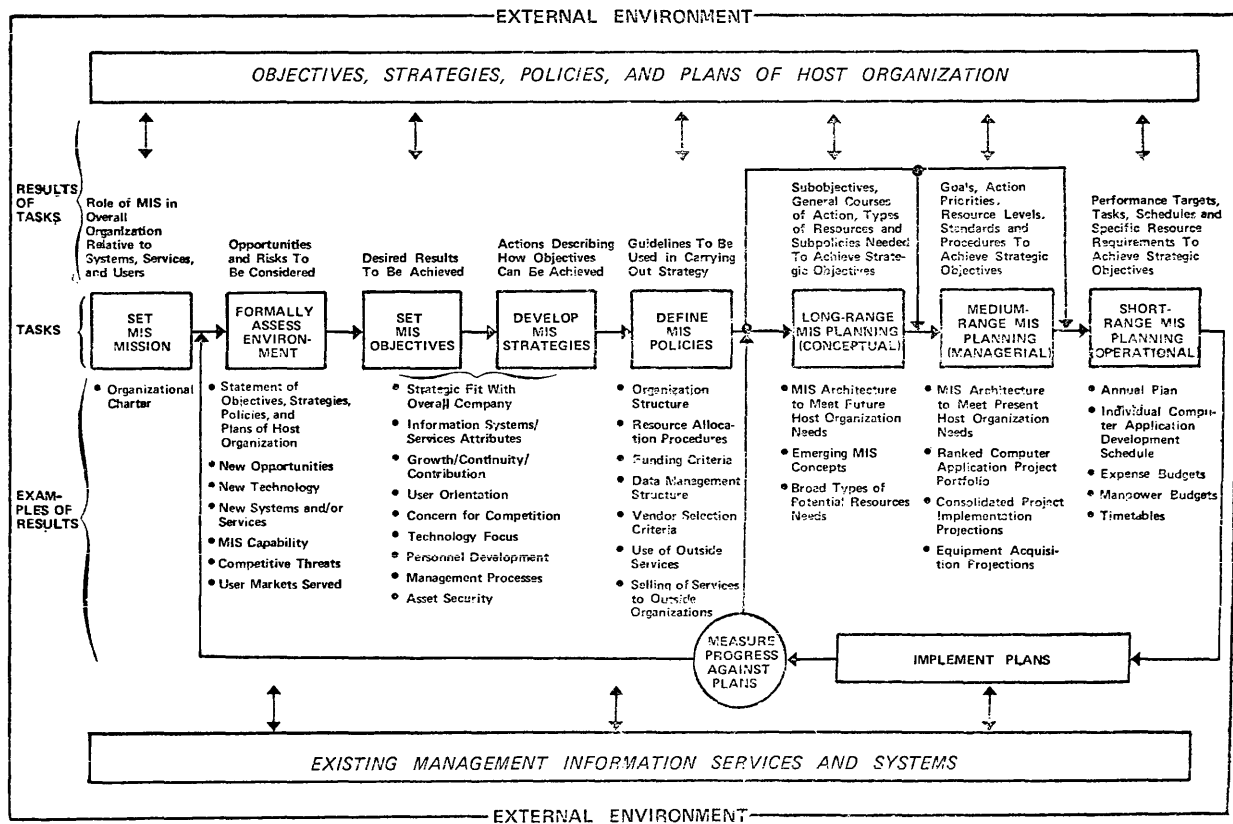 EXTERNAL ENVIRONMENT
OBJECTIVES, STRATEGIES, POLICIES, AND PLANS OF HOST ORGANIZATION
RESULTS
OF
TASKS
Role of MIS in
Overall
Organization
Relative to
Systems, Services,
and Users
Opportunities
and Risks To
Be Considered
Desired Results
To Be Achieved
Actions Describing
How Objectives
Can Be Achieved
Guidelines To Be
Used in Carrying
Out Strategy
Subobjectives,
General Courses
of Action, Types
of Resources and
Subpolicies Needed
To Achieve Strate-
gic Objectives
Goals, Action
Priorities,
Resource Levels,
Standards and
Procedures To
Achieve Strategic
Objectives
Performance Targets,
Tasks, Schedules and
Specific Resource
Requirements To
Achieve Strategic
Objectives
TASKS
SET
MIS
MISSION
FORMALLY
ASSESS
ENVIRON-
MENT
SET
MIS
OBJECTIVES
DEVELOP
MIS
STRATEGIES
DEFINE
MIS
POLICIES
LONG-RANGE
MIS PLANNING
(CONCEPTUAL)
MEDIUM-
RANGE MIS
PLANNING
(MANAGERIAL)
SHORT-
RANGE MIS
PLANNING
(OPERATIONAL)
EXAM-
PLES OF
RESULTS
• Organizational
Charter
• Statement of
Objectives, Strategies,
Policies, and
Plans of Host
Organization
• New Opportunities
• New Technology
• New Systems and/or
Services
• MIS Capability
• Competitive Threats
• User Markets Served
• Strategic Fit With
Overall Company
• Information Systems/
Services Attributes
• Growth/Continuity/
Contribution
• User Orientation
• Concern for Competition
• Technology Focus
• Personnel Development
• Management Processes
• Asset Security
• Organization
Structure
• Resource Alloca-
tion Procedures
• Funding Criteria
• Data Management
Structure
• Vendor Selection
Criteria
• Use of Outside
Services
• Selling of Services
to Outside
Organizations
• MIS Architecture
to Meet Future
Host Organization
Needs
• Emerging MIS
Concepts
• Broad Types of
Potential Resources
Needs
• MIS Architecture
to Meet Present
Host Organization
Needs
• Ranked Computer
Application Project
Portfolio
• Consolidated Project
Implementation
Projections
• Equipment Acquisi-
tion Projections
• Annual Plan
• Individual Compu-
ter Application
Development
Schedule
• Expense Budgets
• Manpower Budgets
• Timetables
MEASURE
PROGRESS
AGAINST
PLANS
IMPLEMENT PLANS
EXISTING MANAGEMENT INFORMATION SERVICES AND SYSTEMS
EXTERNAL ENVIRONMENT